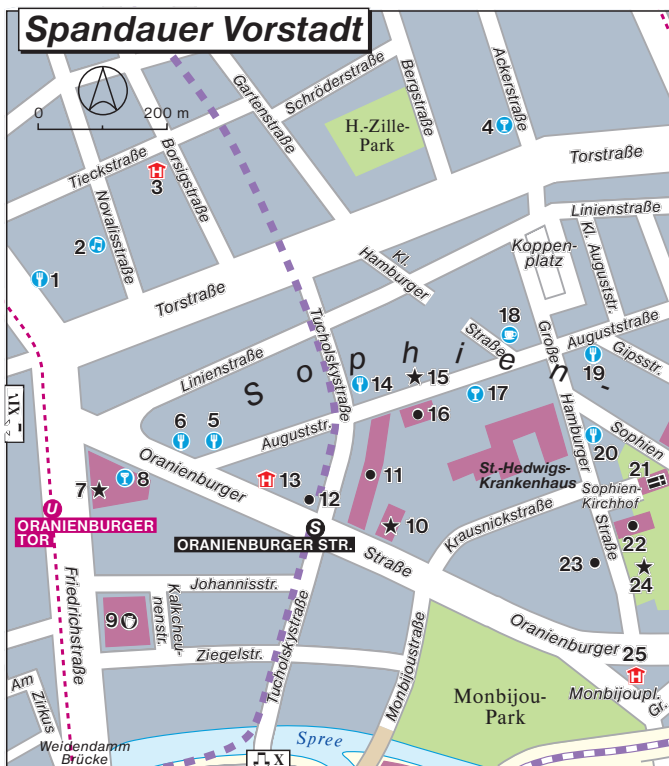 Spandauer Vorstadt
0 200 m
Gartenstraße
Schröderstraße
Bergstraße
Ackerstraße
H.-Zille-
Park
4
Torstraße
Tieckstraße
Borsigstraße
3
Novalisstraße
2
1
Linienstraße
Kl. Auguststr.
Koppen-
platz
Kl.
Hamburger
Straße
Torstraße
Tucholskystraße
Linienstraße
Sophien-
18
Große
Hamburger
Straße
Auguststraße
Gipsstr.
19
14
15
17
16
6
5
Auguststr.
XIV
Oranienburger
Straße
7
8
13
12
11
10
St.-Hedwigs-
Krankenhaus
20
Sophien
21
Sophien-
Kirchhof
22
23
24
U
ORANIENBURGER
TOR
S
ORANIENBURGER STR.
Krausnickstraße
Friedrichstraße
Johannisstr.
9
Kalkscheu-
nenstr.
Ziegelstr.
Tucholskystraße
Monbijoustraße
Oranienburger
25
Monbijoupl.
Gr.
Monbijou-
Park
Am
Zirkus
Weidendamm
Brücke
Spree
X